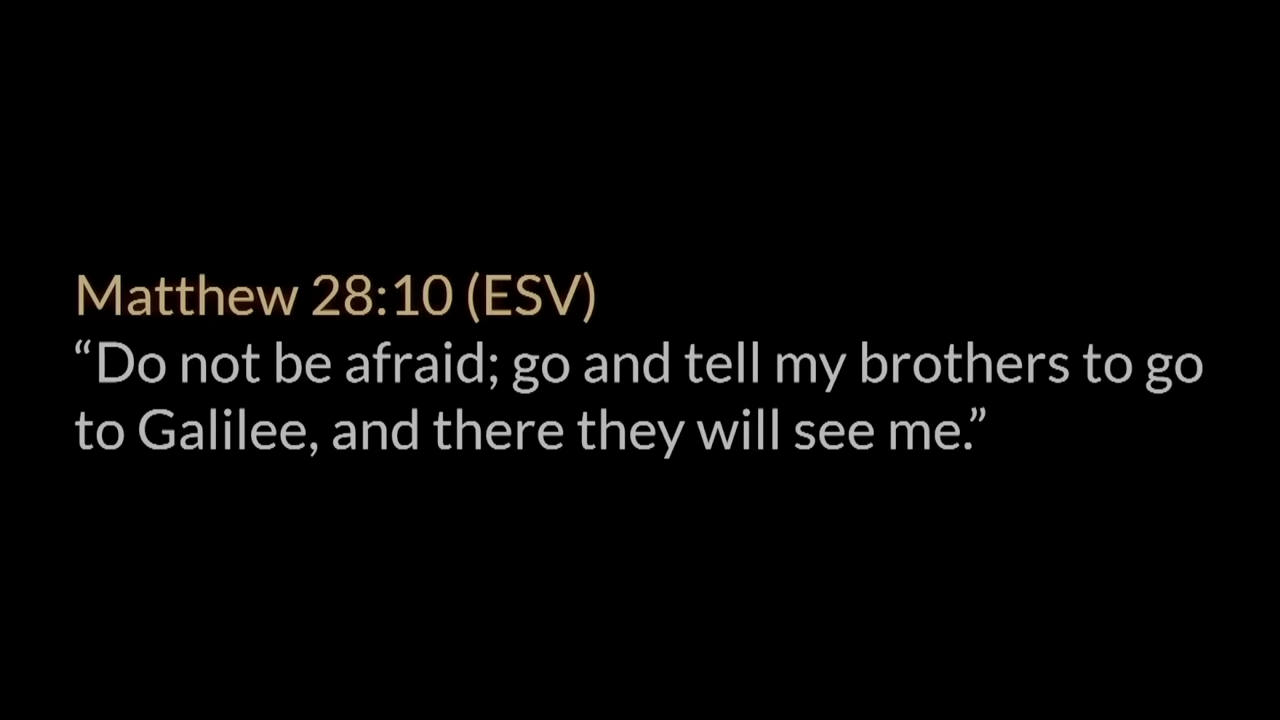 Matthew 28:10 (ESV)
“Do not be afraid; go and tell my brothers to go
to Galilee, and there they will see me.”